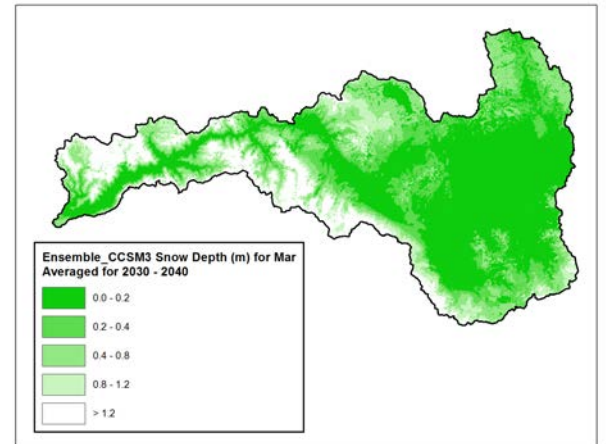 Ensemble_CCSM3 Snow Depth (m) for Mar
Averaged for 2030 - 2040
0.0 - 0.2
0.2 - 0.4
0.4 - 0.8
0.8 - 1.2
> 1.2